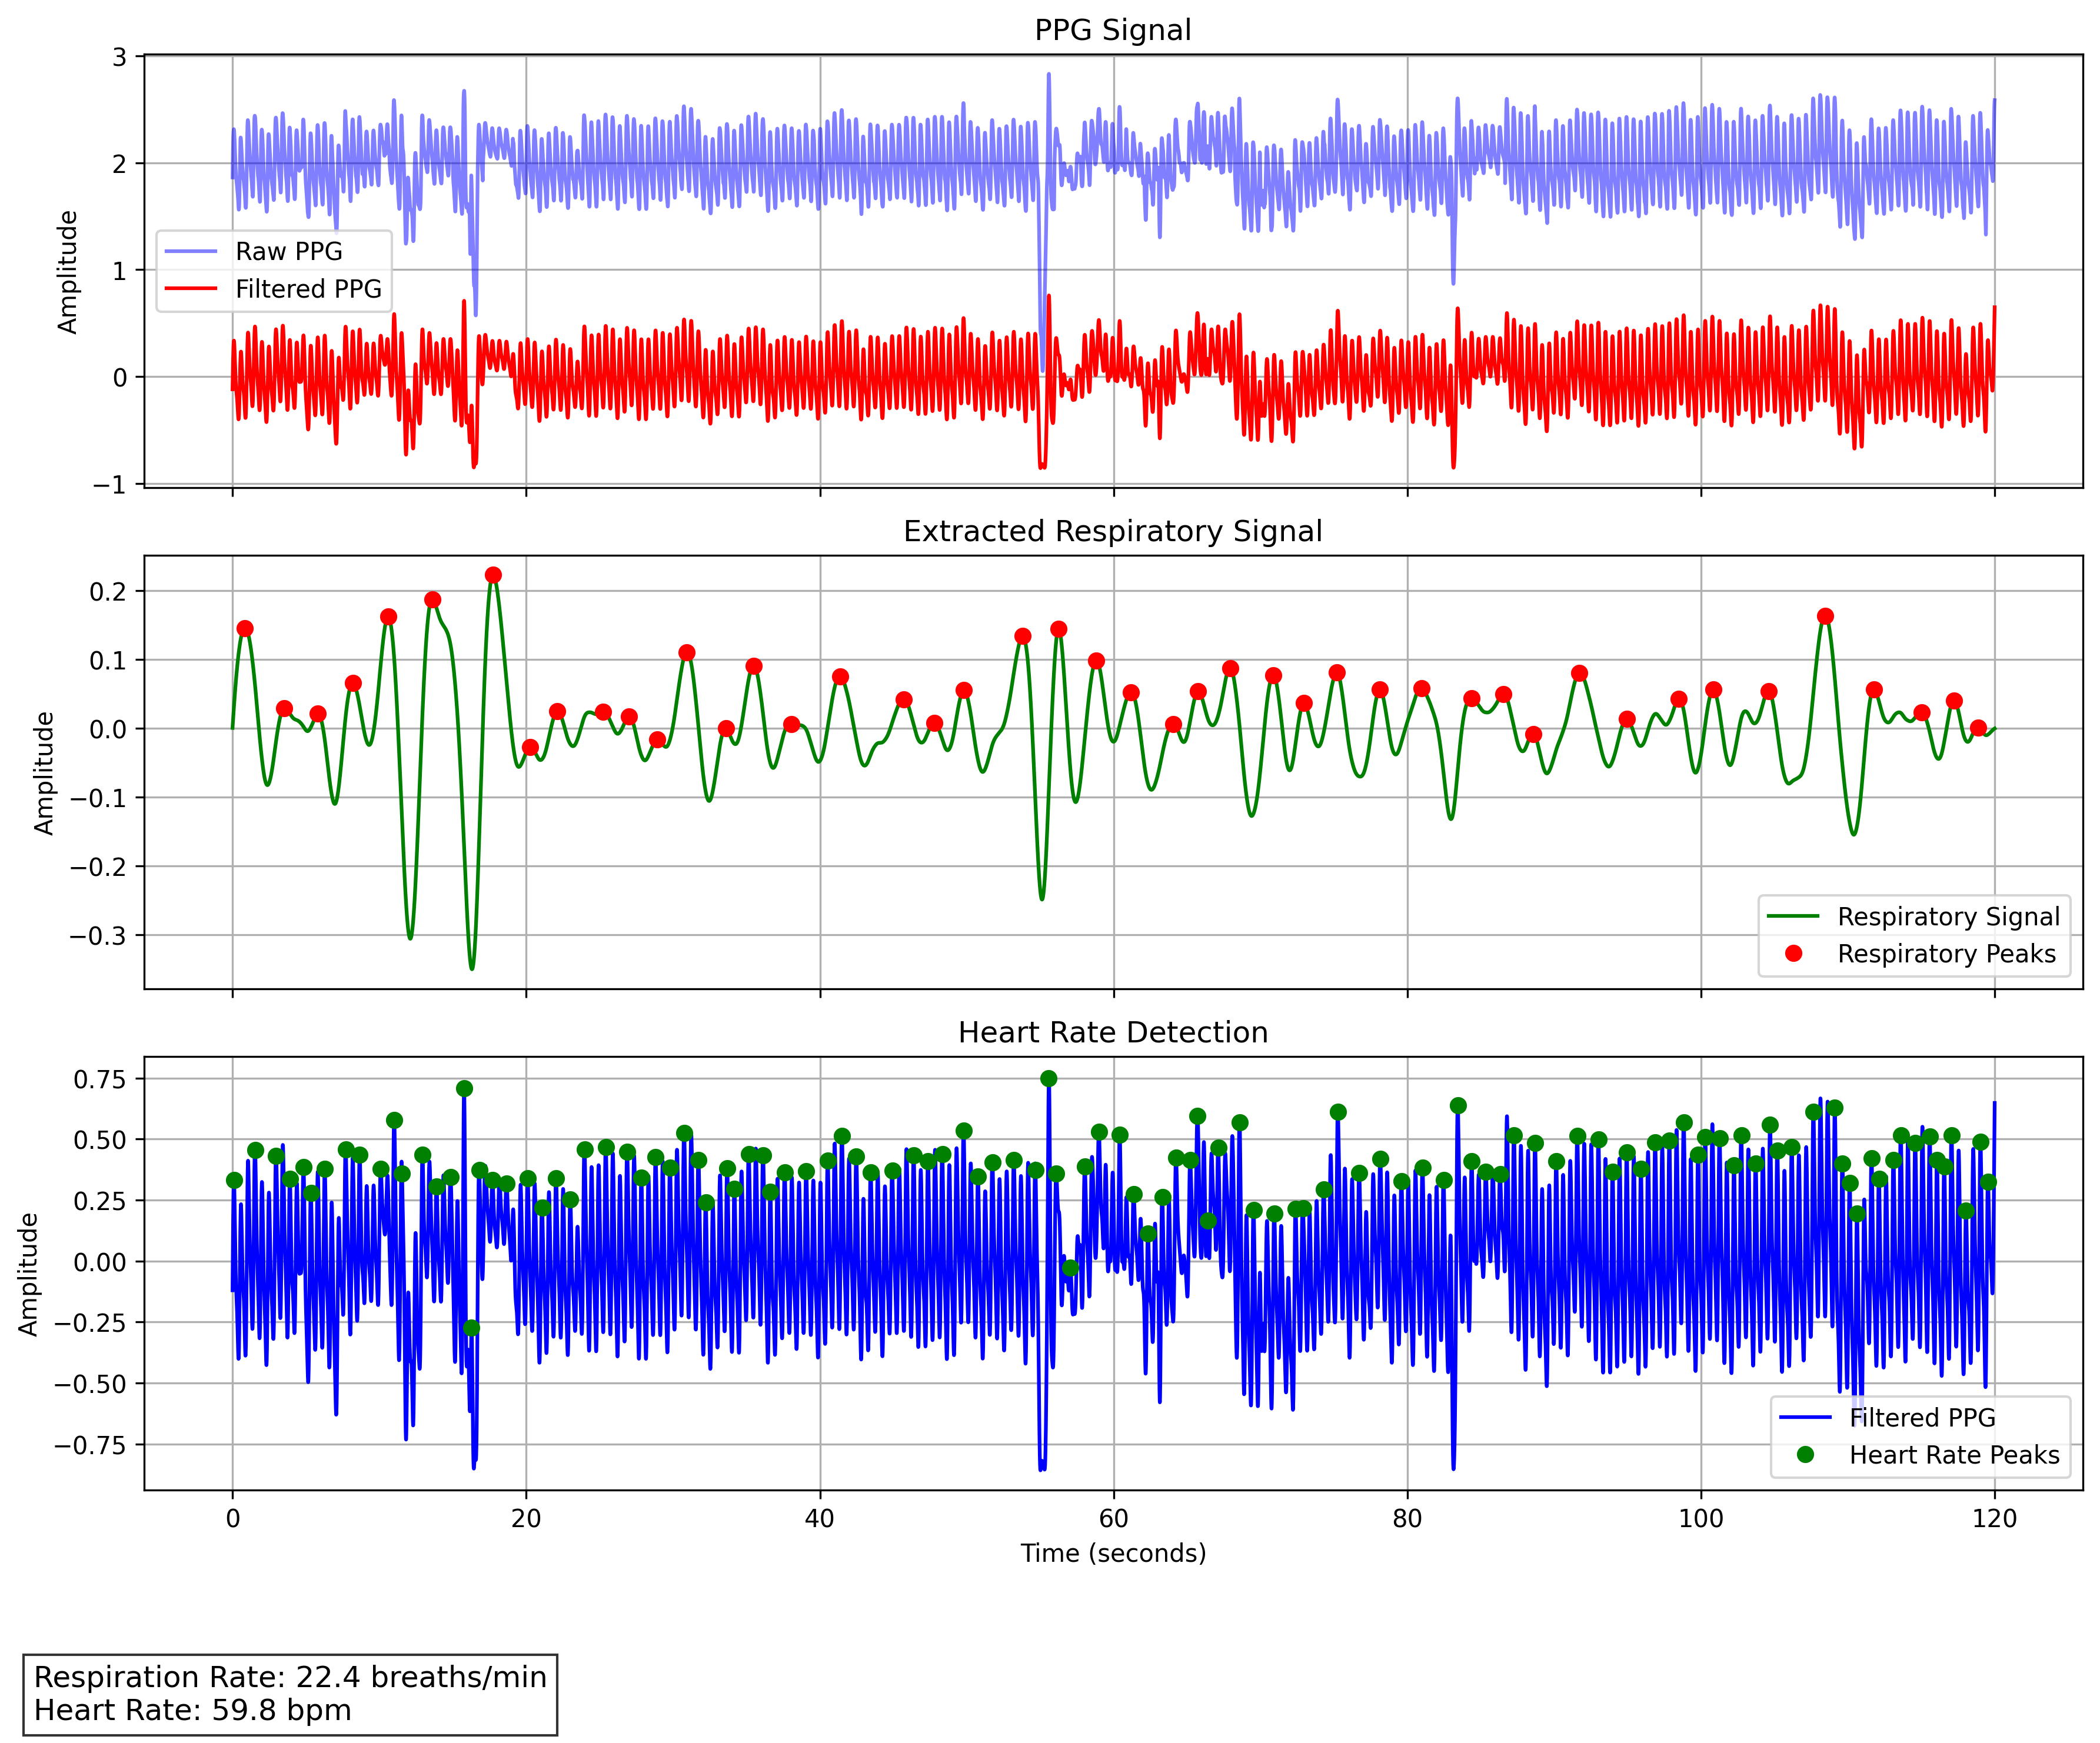 PPG Signal
3
2
1
0
−1
Amplitude
Raw PPG
Filtered PPG
Extracted Respiratory Signal
0.2
0.1
0.0
−0.1
−0.2
−0.3
Amplitude
Respiratory Signal
Respiratory Peaks
Heart Rate Detection
0.75
0.50
0.25
0.00
−0.25
−0.50
−0.75
Amplitude
Filtered PPG
Heart Rate Peaks
0 20 40 60 80 100 120
Time (seconds)
Respiration Rate: 22.4 breaths/min
Heart Rate: 59.8 bpm